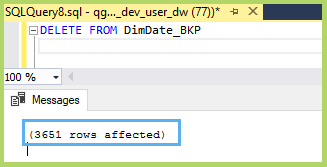 SQLQuery8.sql - qg..._dev_user_dw (77))*
DELETE FROM DimDate_BKP
100 %
Messages
(3651 rows affected)